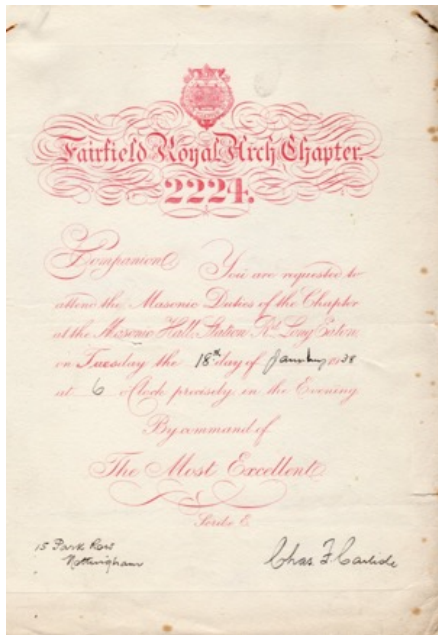 Fairfield Royal Arch Chapter.
2224.
Companion
You are requested to
attend the Masonic Duties of the Chapter
at the Masonic Hall, Station Rd. Long Eaton,
on Tuesday the 18th day of January 1938
at 6 o'Clock precisely in the Evening
By command of
The Most Excellent
Scribe E.
15 Park Row
Nottingham
Chas. F. Carlisle